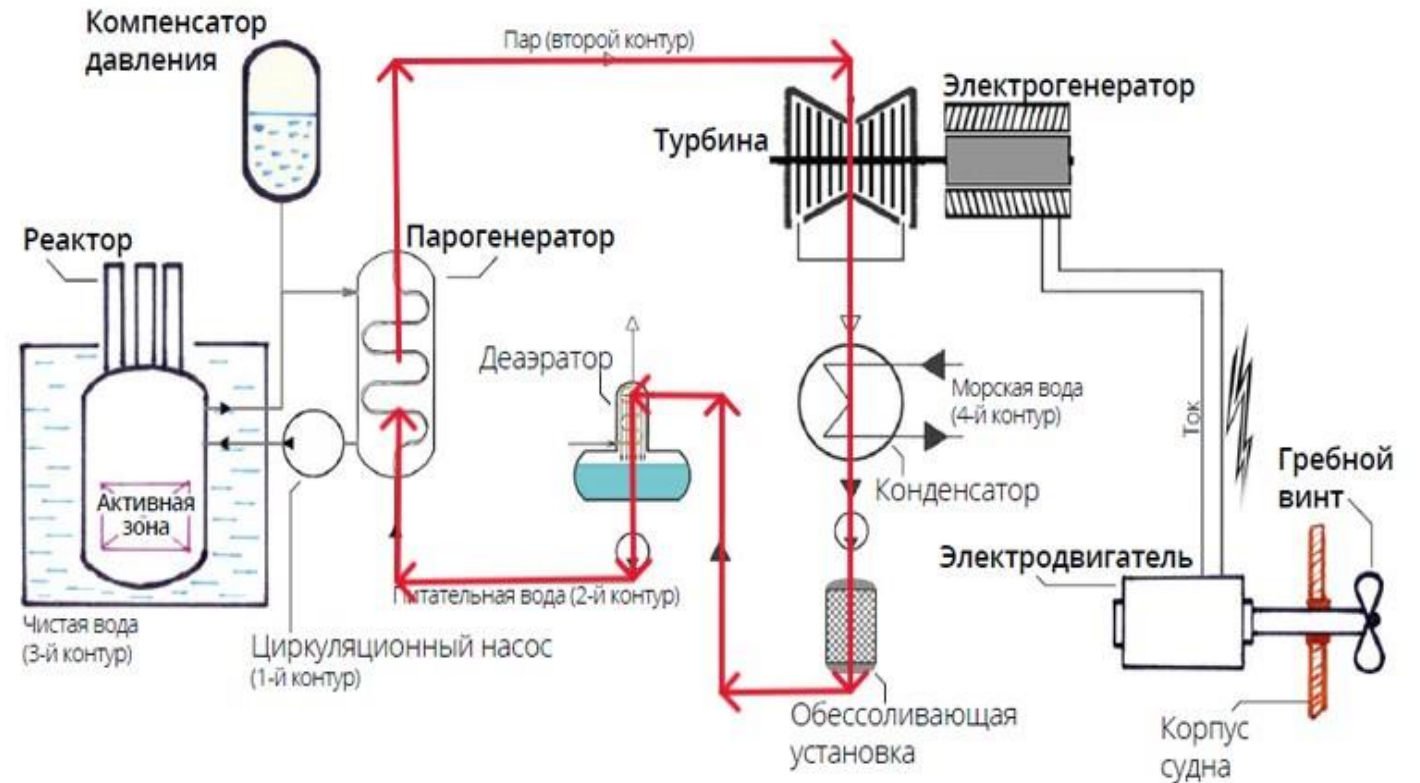 Компенсатор
давления
Пар (второй контур)
Электрогенератор
Турбина
Реактор
Парогенератор
Деаэратор
Морская вода
(4-й контур)
Ток
Гребной
винт
Конденсатор
Активная
зона
Электродвигатель
Питательная вода (2-й контур)
Чистая вода
(3-й контур)
Циркуляционный насос
(1-й контур)
Обессоливающая
установка
Корпус
судна